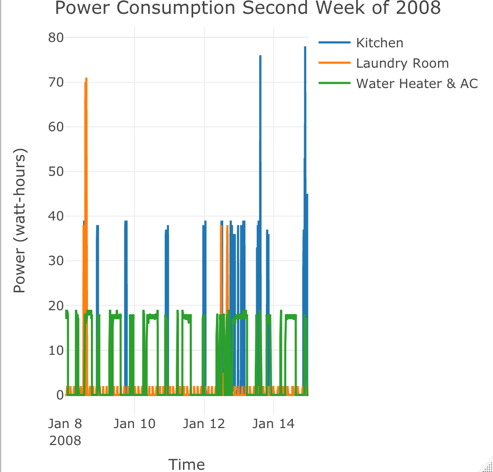 Power Consumption Second Week of 2008
80
70
60
50
40
30
20
10
0
Power (watt-hours)
Jan 8
2008
Jan 10
Jan 12
Jan 14
Time
Kitchen
Laundry Room
Water Heater & AC